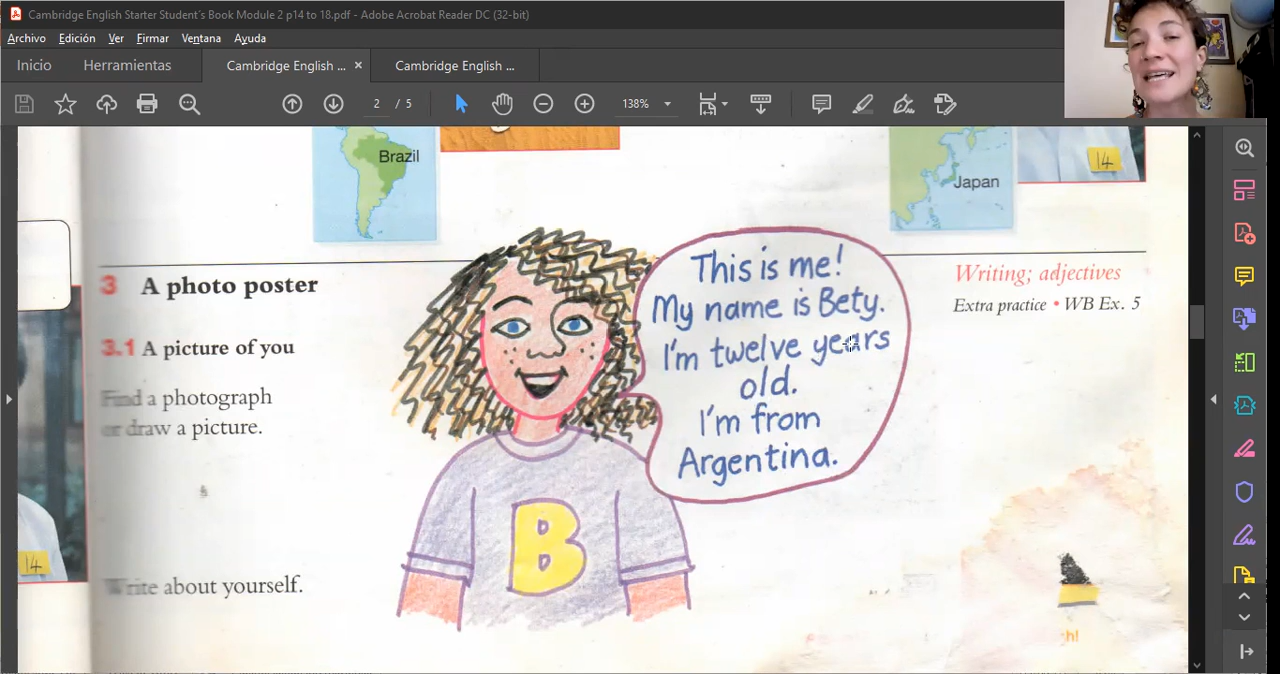 Cambridge English Starter Student's Book Module 2 p14 to 18.pdf - Adobe Acrobat Reader DC (32-bit)
Archivo Edición Ver Firmar Ventana Ayuda
Inicio Herramientas Cambridge English ... × Cambridge English ...
2 / 5 138%
Brazil
14
Japan
3 A photo poster
3.1 A picture of you
Find a photograph
or draw a picture.
Write about yourself.
This is me!
My name is Bety.
I'm twelve years
old.
I'm from
Argentina.
B
Writing; adjectives
Extra practice • WB Ex. 5
14